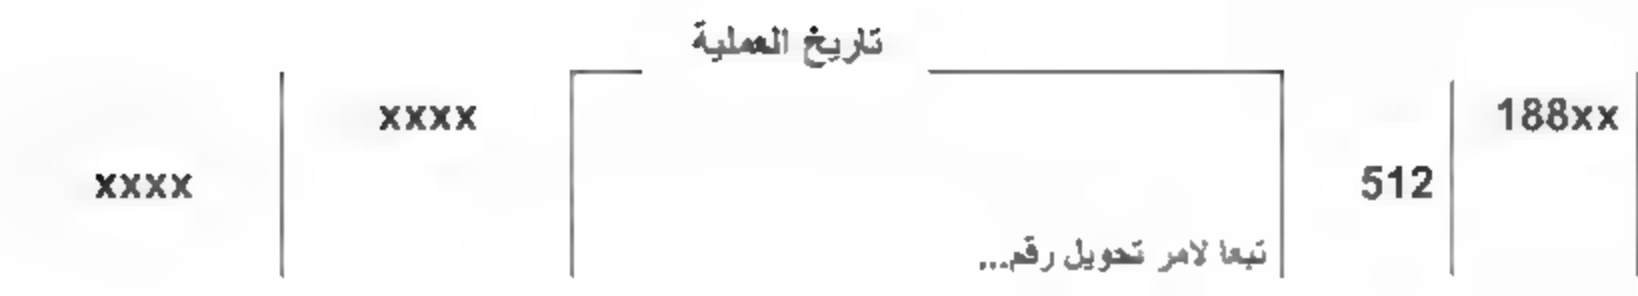 تاريخ العملية
188xx xxxx
512 xxxx
تبعا لامر تحويل رقم...